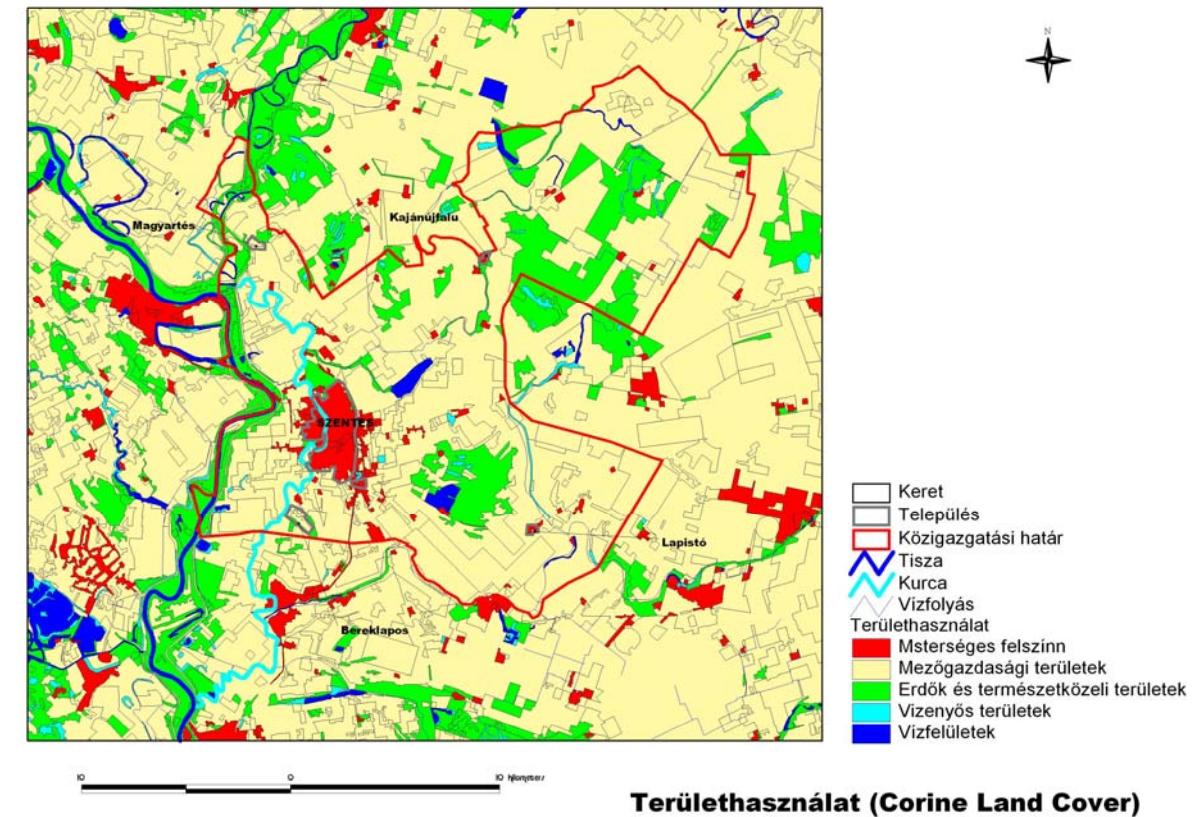 N
Magyartés
Kajánújfalu
SZENTES
Lapistó
Bereklapos
Keret
Település
Közigazgatási határ
Tisza
Kurca
Vízfolyás
Területhasználat
Msterséges felszínn
Mezőgazdasági területek
Erdők és természetközeli területek
Vizenyős területek
Vízfelületek
10 0 10
Területhasználat (Corine Land Cover)